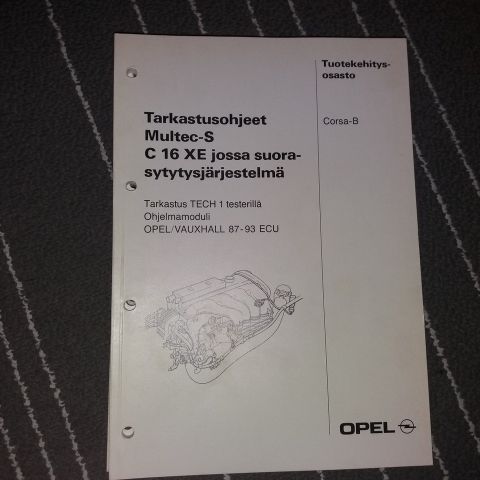 Tuotekehitys-
osasto
Corsa-B
Tarkastusohjeet
Multec-S
C 16 XE jossa suora-
sytytysjärjestelmä
Tarkastus TECH 1 testerillä
Ohjelmamoduli
OPEL/VAUXHALL 87-93 ECU
OPEL